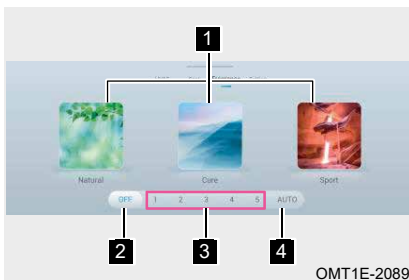 1
Natural
Core
Sport
OFF 1 2 3 4 5 AUTO
2 3 4
OMT1E-2089